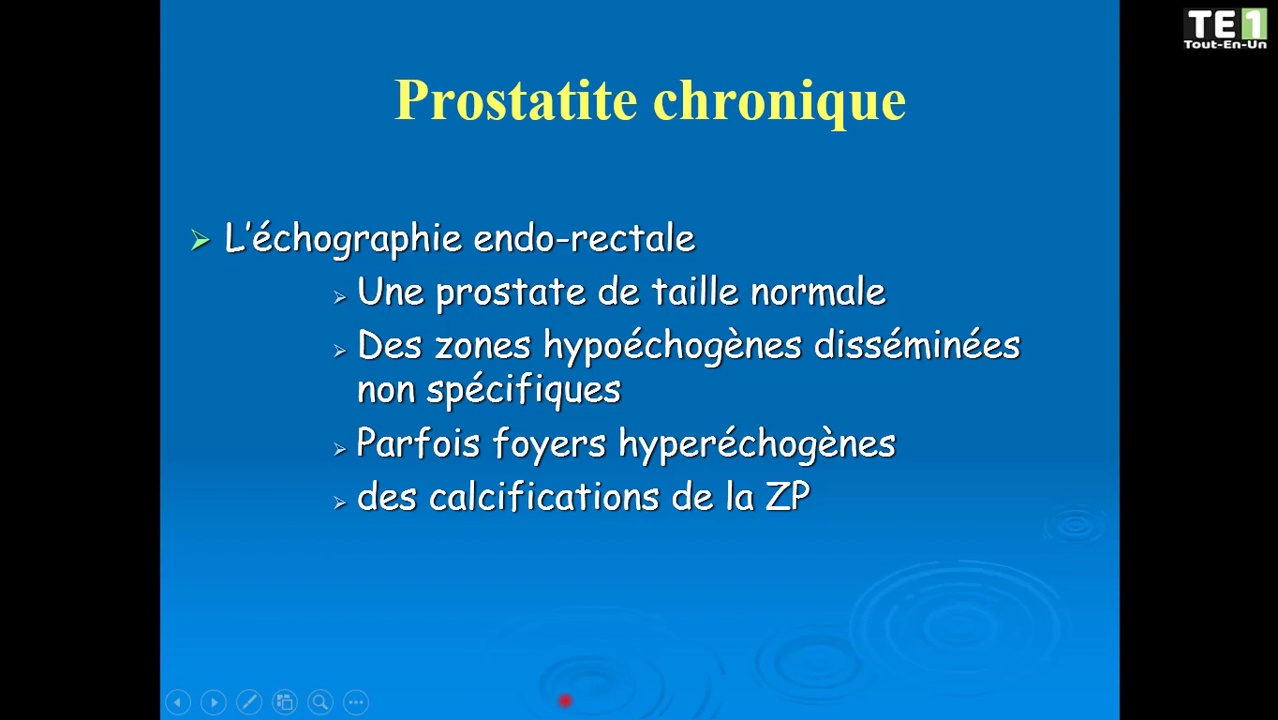 TE1
Tout-En-Un
Prostatite chronique
L'échographie endo-rectale
Une prostate de taille normale
Des zones hypoéchogènes disséminées
non spécifiques
Parfois foyers hyperéchogènes
des calcifications de la ZP